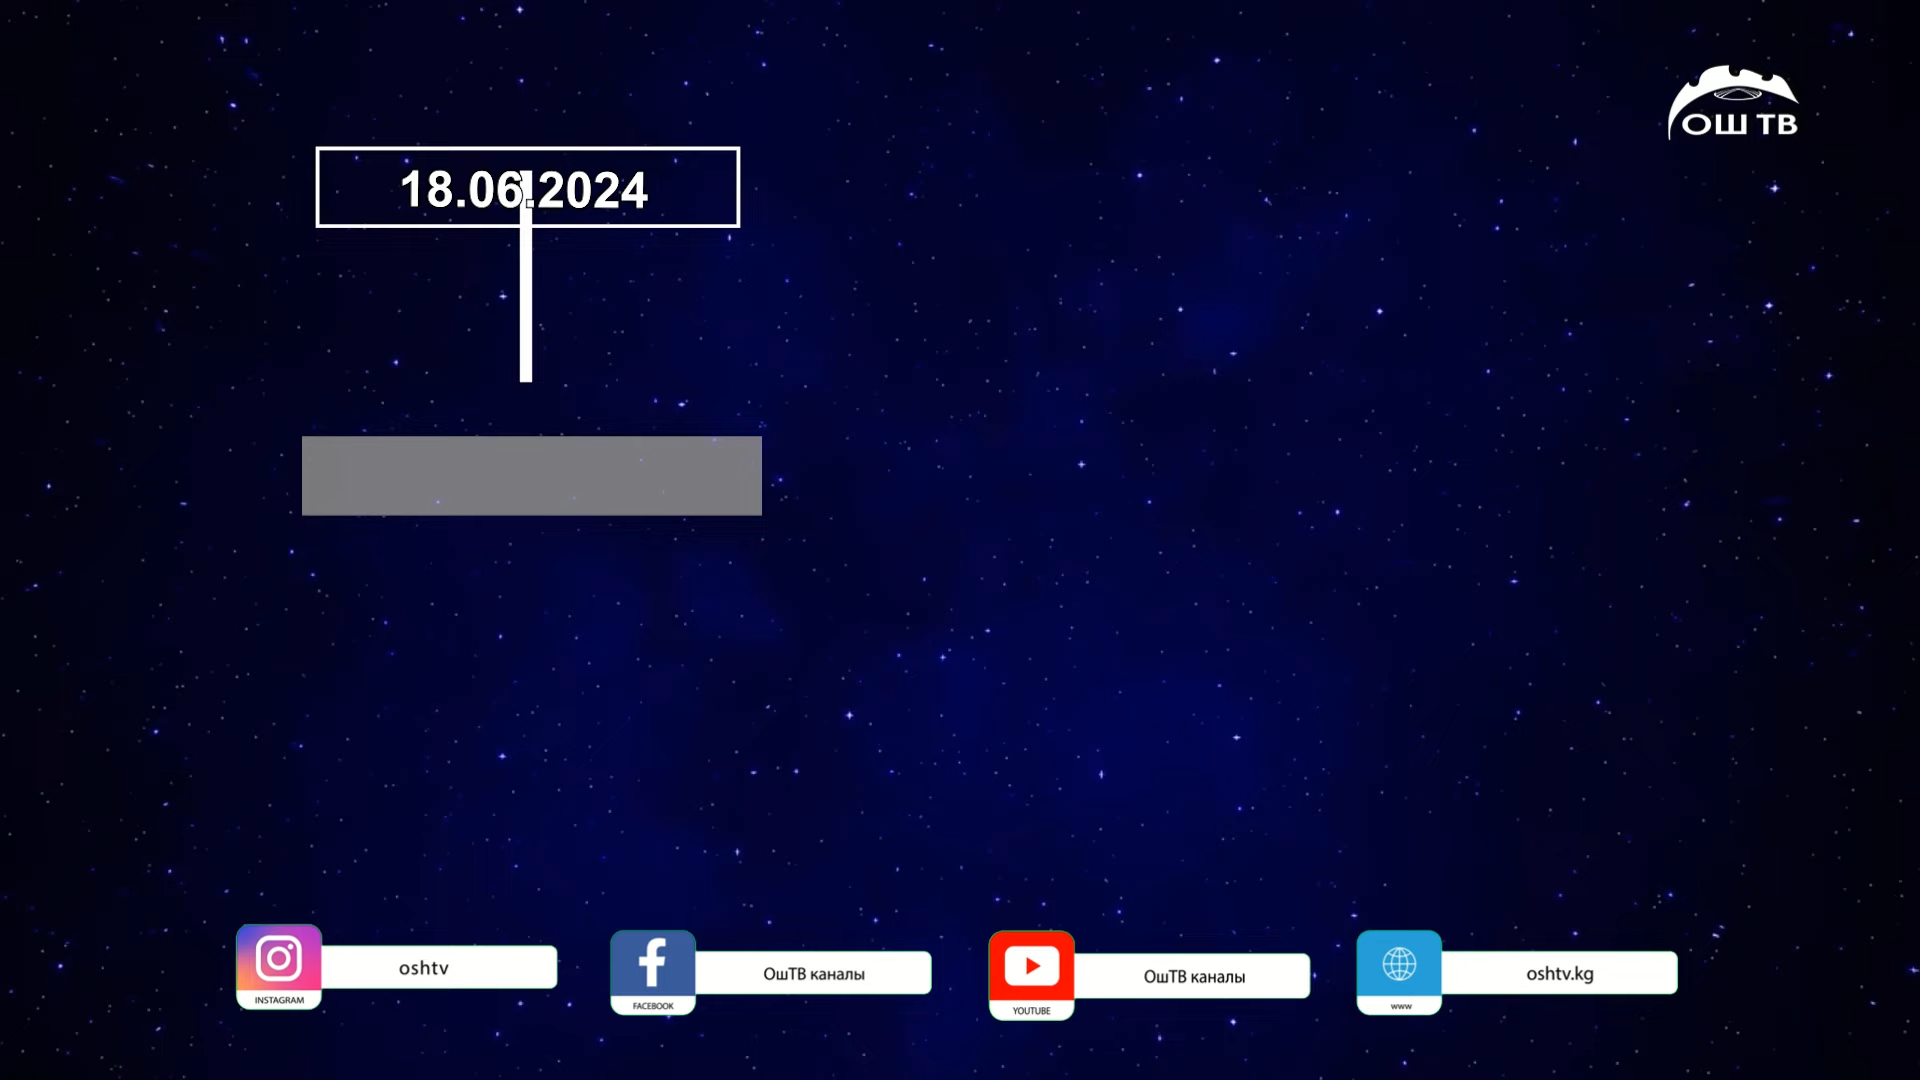 ОШ ТВ
18.06.2024
oshtv
INSTAGRAM
ОшТВ каналы
FACEBOOK
ОшТВ каналы
YOUTUBE
oshtv.kg
www